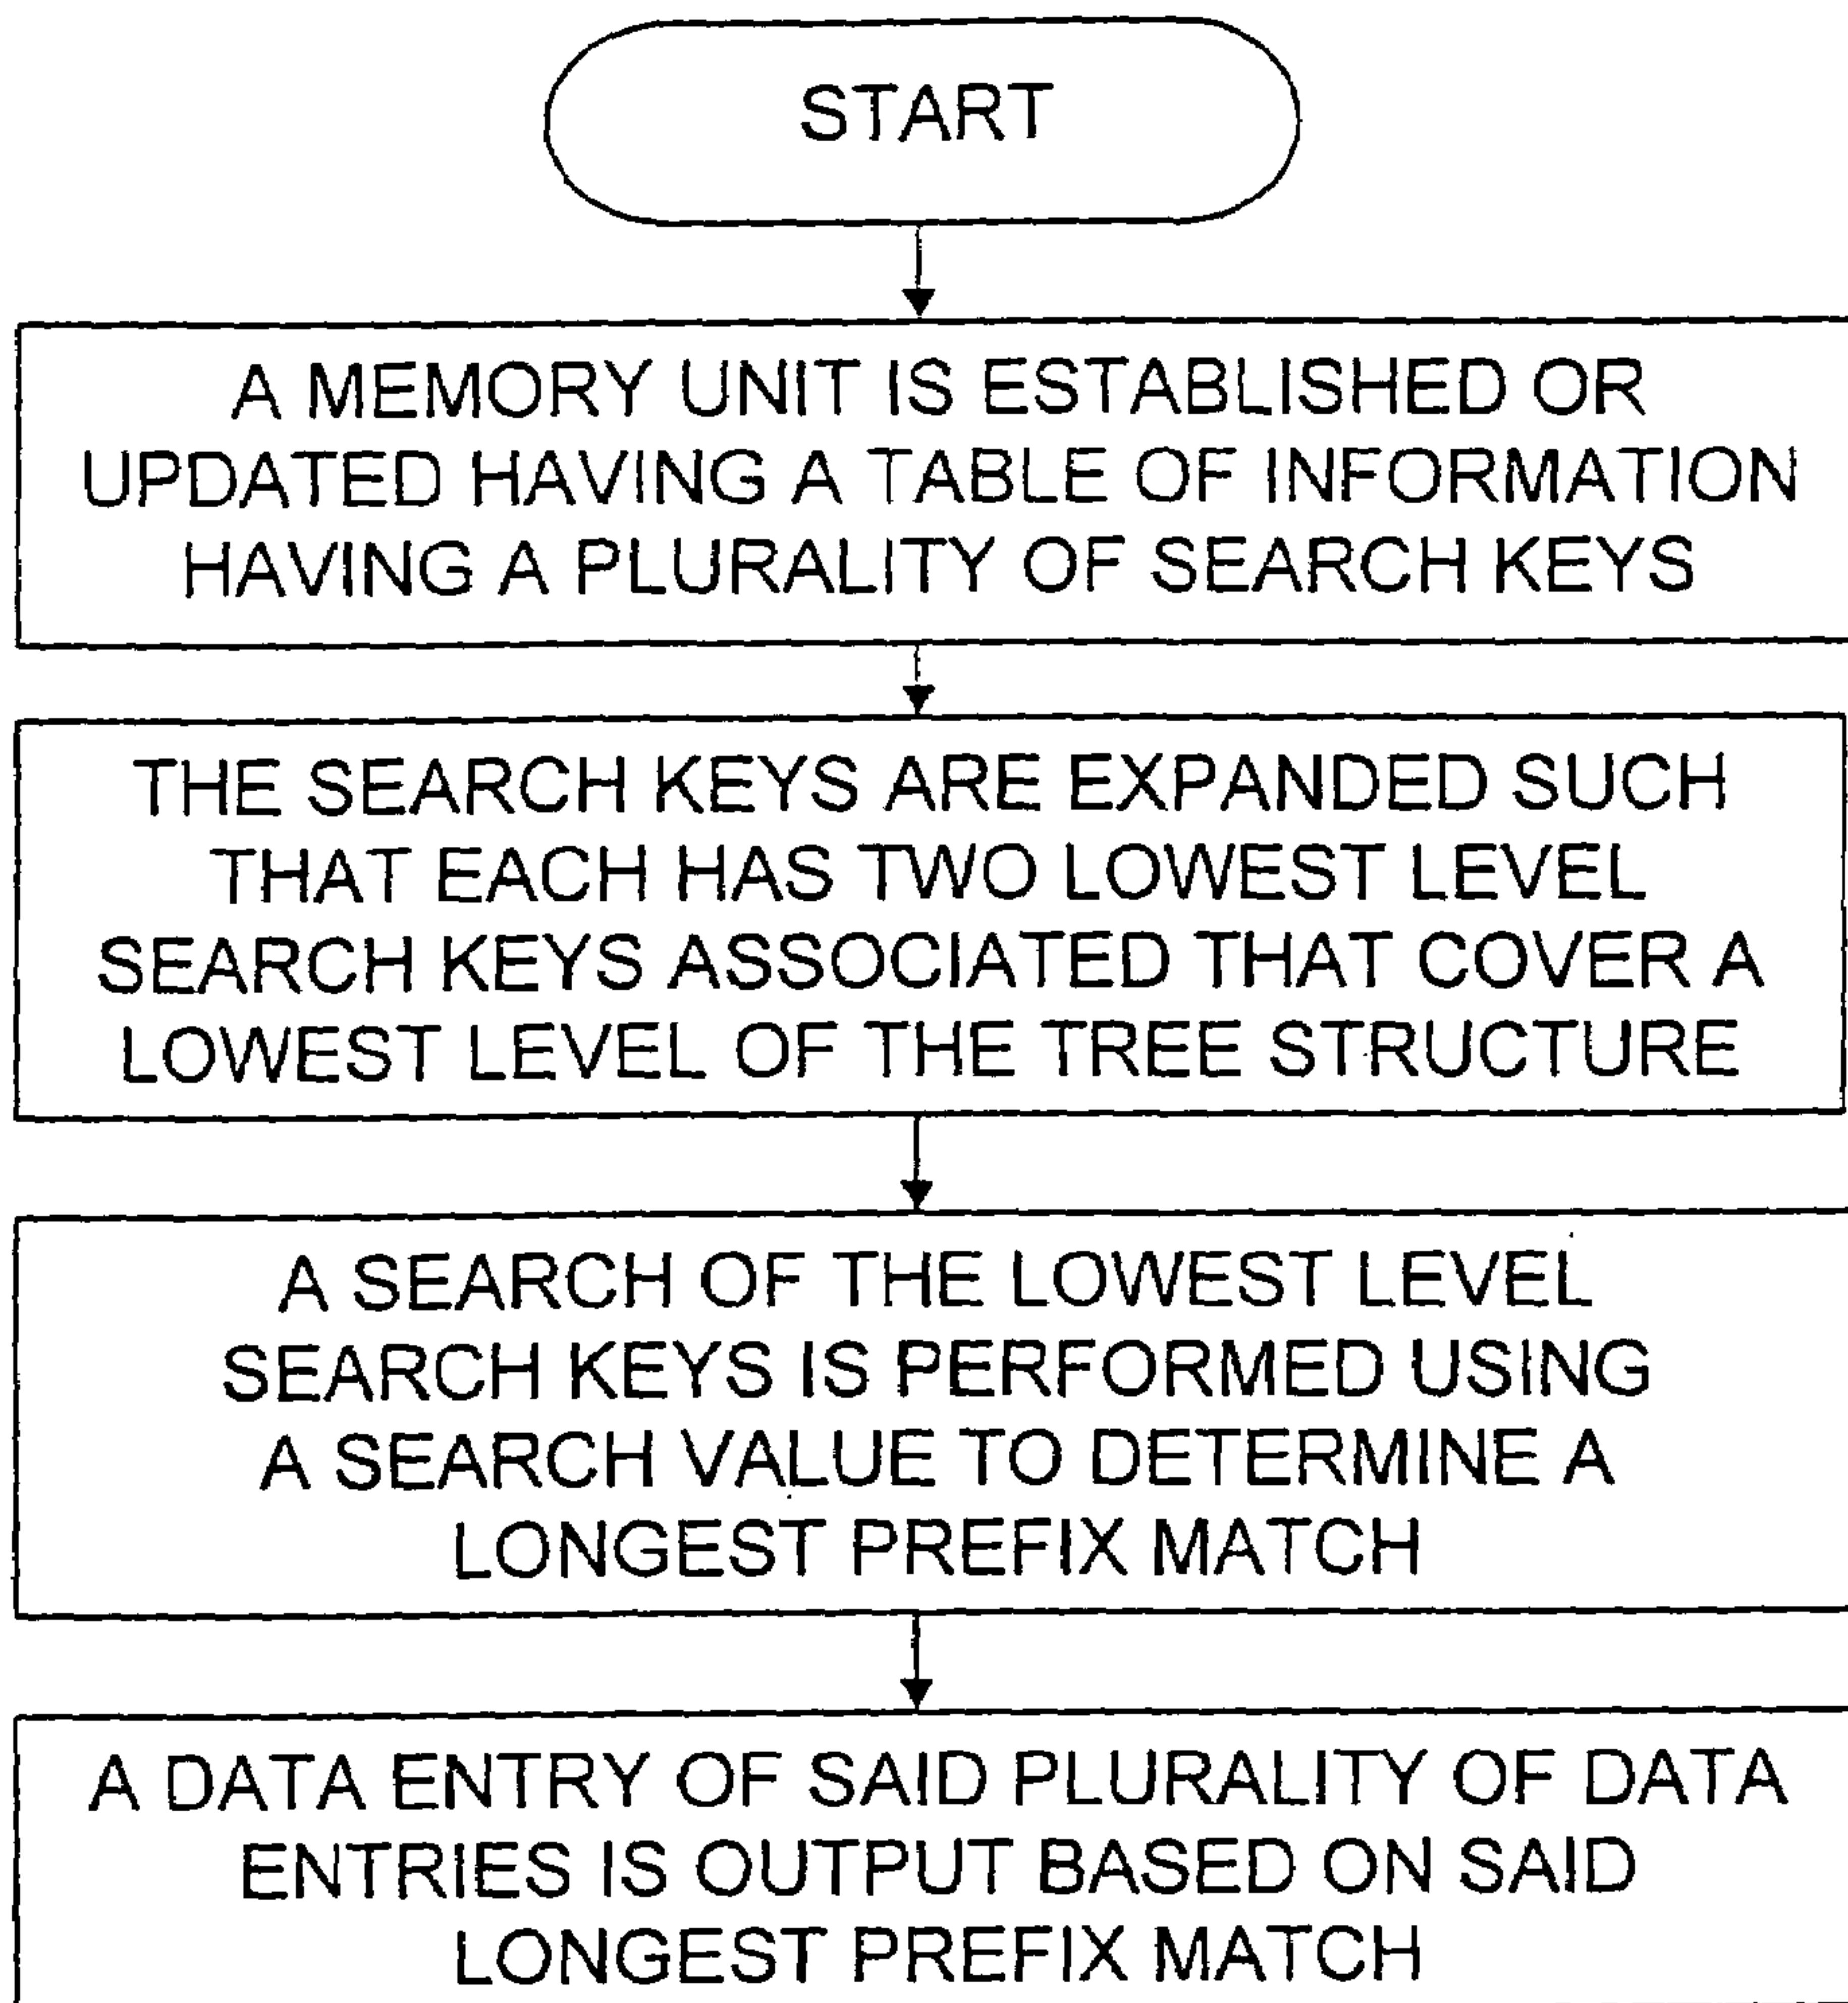 START
A MEMORY UNIT IS ESTABLISHED OR
UPDATED HAVING A TABLE OF INFORMATION
HAVING A PLURALITY OF SEARCH KEYS
THE SEARCH KEYS ARE EXPANDED SUCH
THAT EACH HAS TWO LOWEST LEVEL
SEARCH KEYS ASSOCIATED THAT COVER A
LOWEST LEVEL OF THE TREE STRUCTURE
A SEARCH OF THE LOWEST LEVEL
SEARCH KEYS IS PERFORMED USING
A SEARCH VALUE TO DETERMINE A
LONGEST PREFIX MATCH
A DATA ENTRY OF SAID PLURALITY OF DATA
ENTRIES IS OUTPUT BASED ON SAID
LONGEST PREFIX MATCH